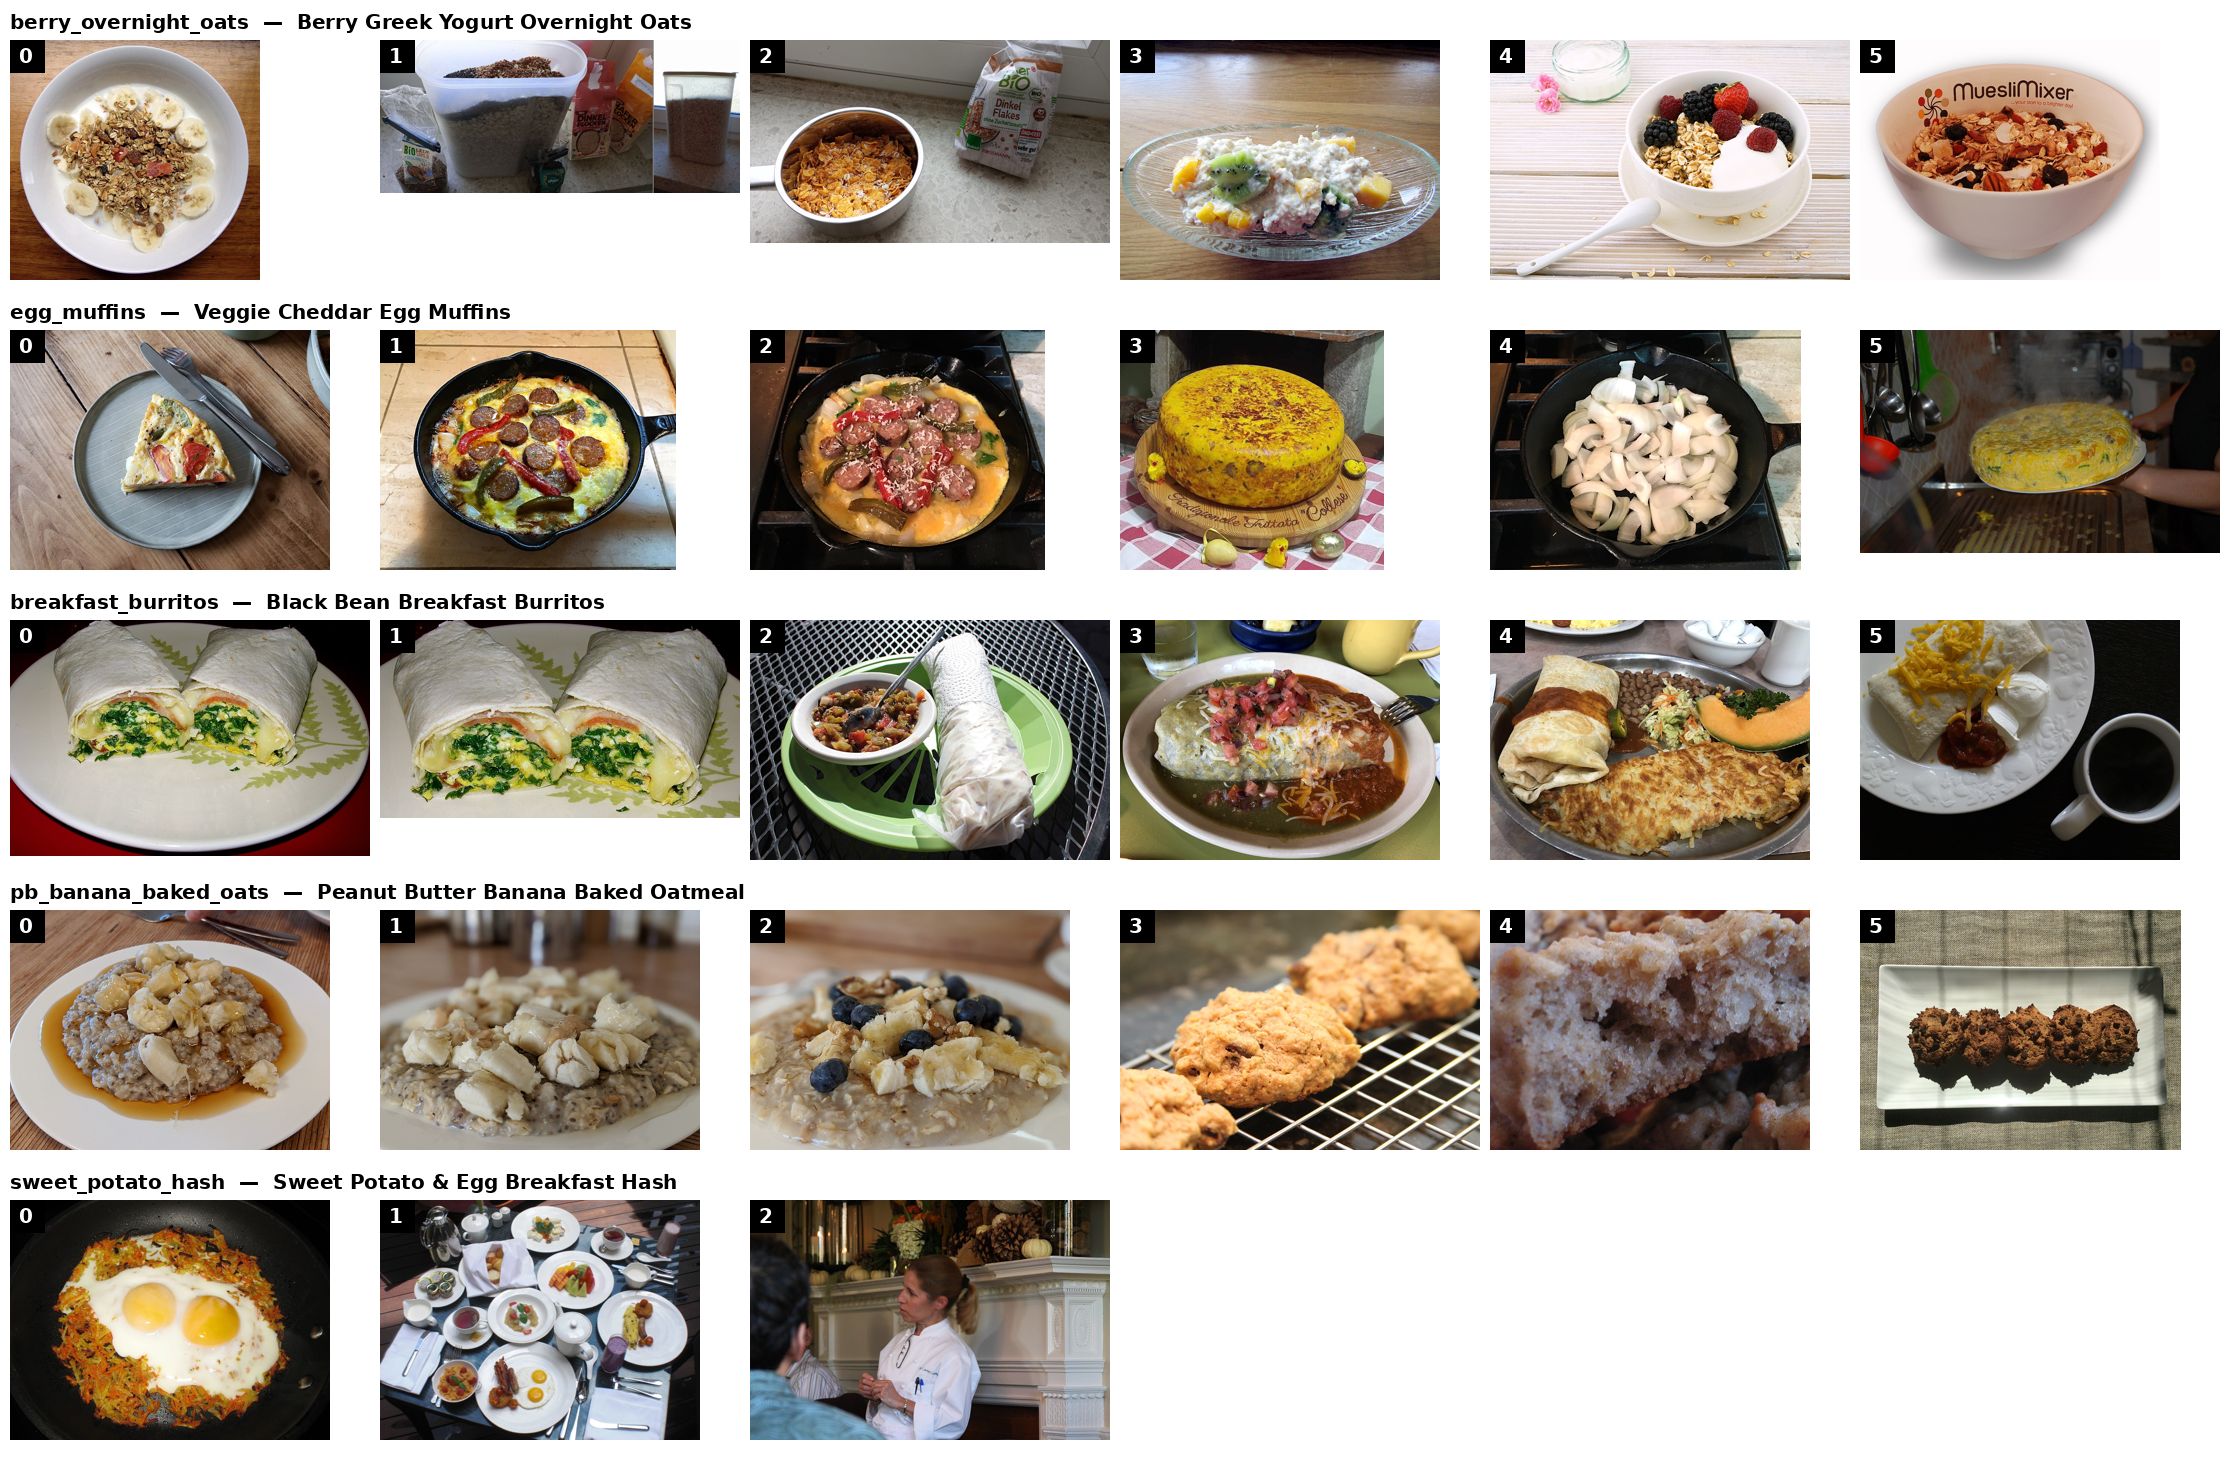 berry_overnight_oats — Berry Greek Yogurt Overnight Oats
0 1 2 3 4 5
BiO
DINKEL
BiO
Dinkel
Flakes
MuesliMixer
egg_muffins — Veggie Cheddar Egg Muffins
0 1 2 3 4 5
Tradizionale Frittata "Collese"
breakfast_burritos — Black Bean Breakfast Burritos
0 1 2 3 4 5
pb_banana_baked_oats — Peanut Butter Banana Baked Oatmeal
0 1 2 3 4 5
sweet_potato_hash — Sweet Potato & Egg Breakfast Hash
0 1 2